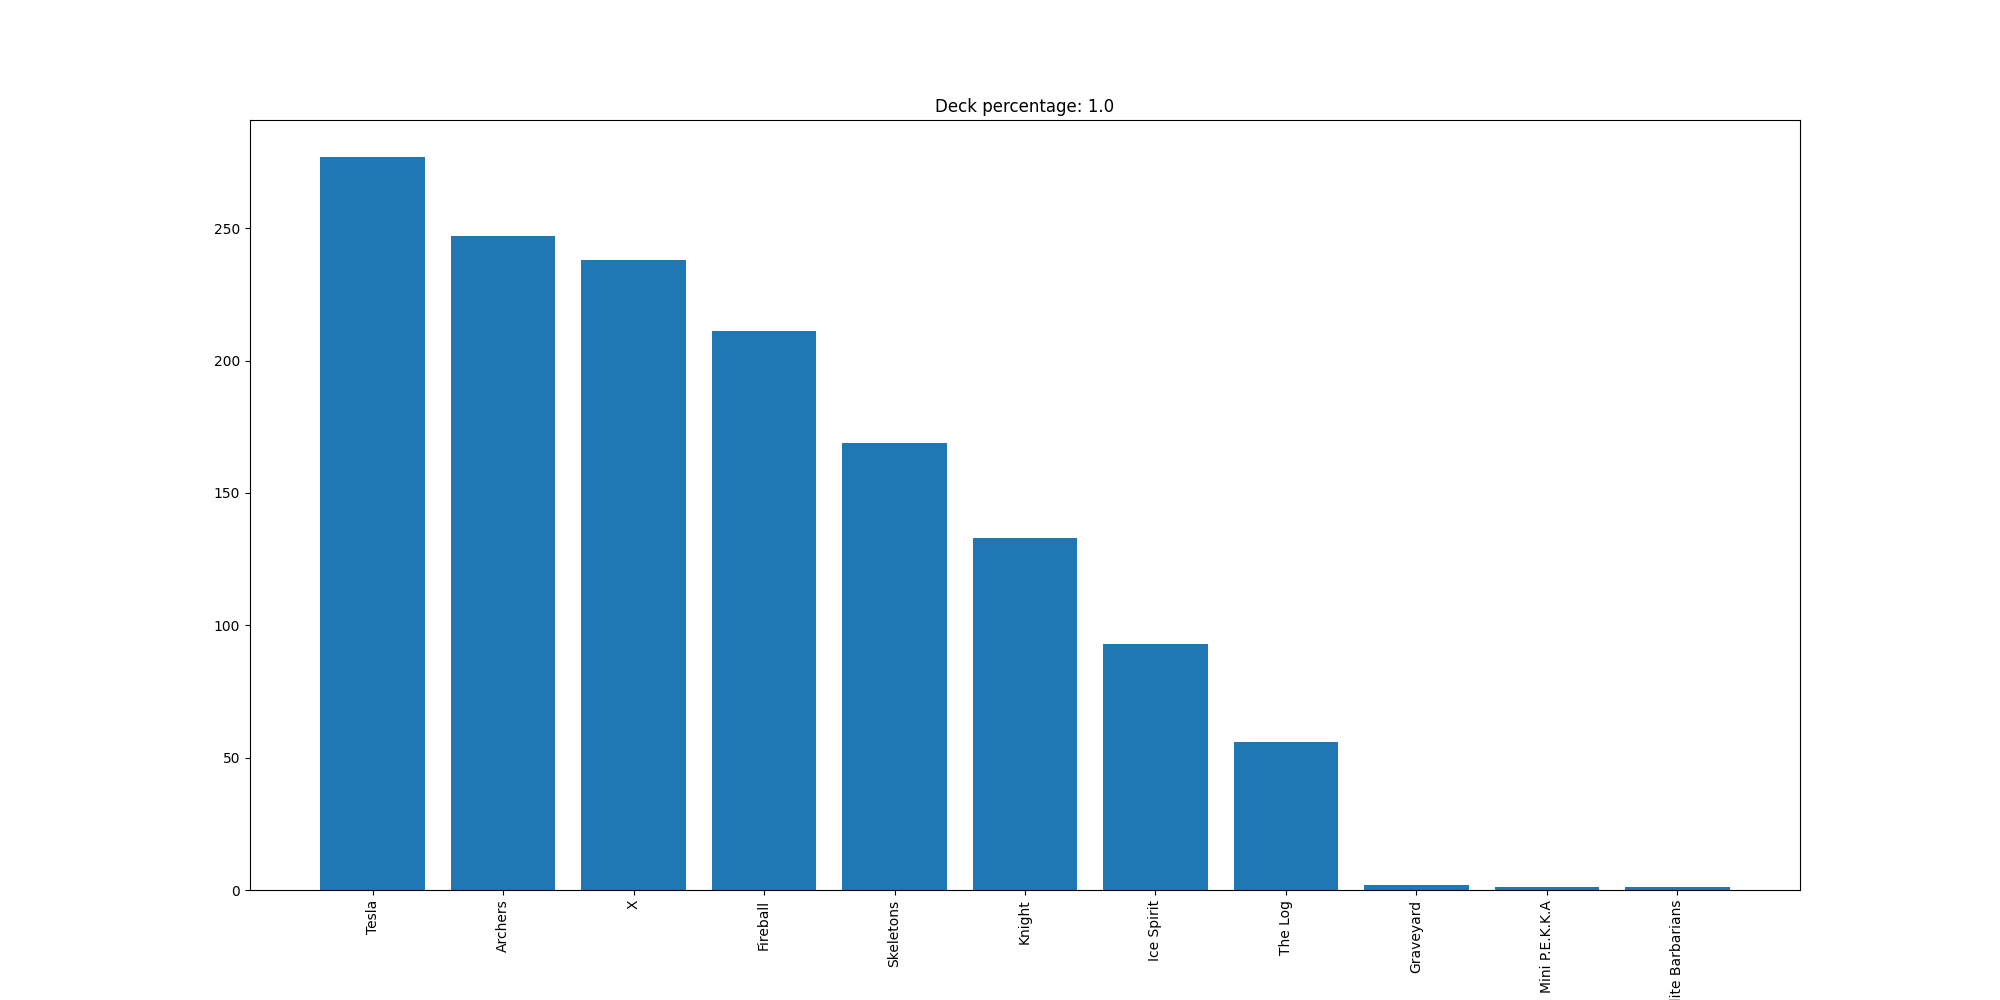 Deck percentage: 1.0
250
200
150
100
50
0
Tesla
Archers
X
Fireball
Skeletons
Knight
Ice Spirit
The Log
Graveyard
Mini P.E.K.K.A
lite Barbarians